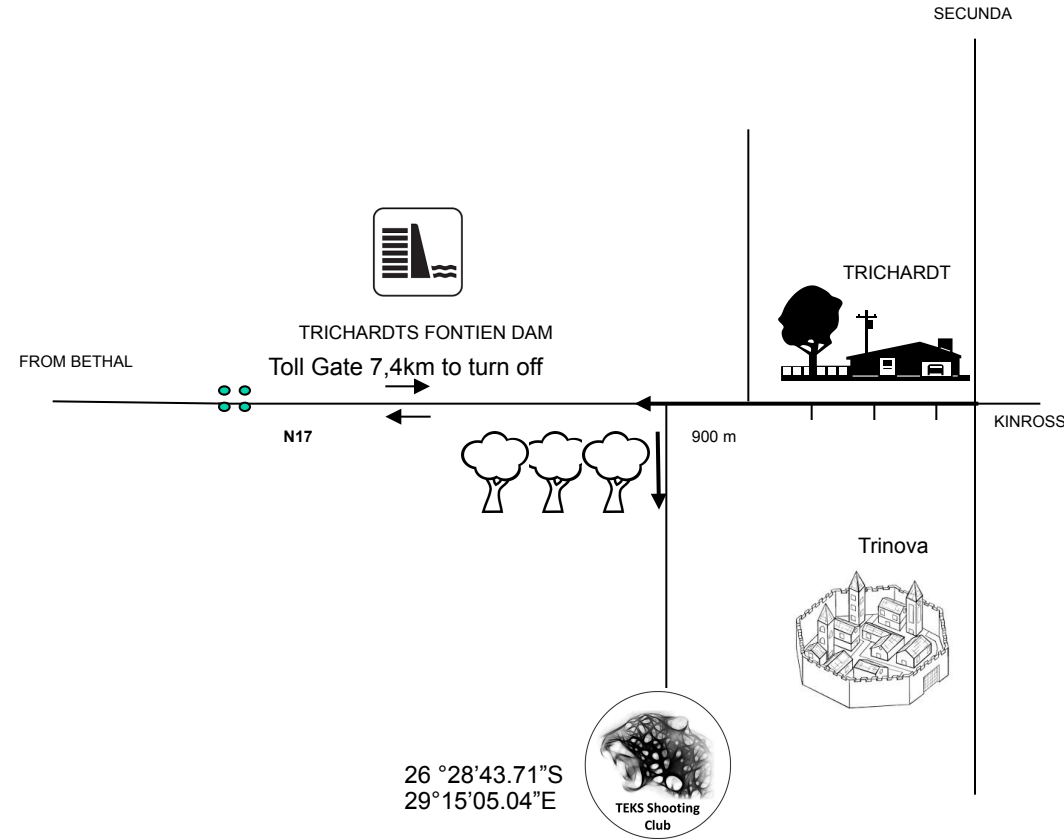 SECUNDA
TRICHARDT
TRICHARDTS FONTIEN DAM
FROM BETHAL
Toll Gate 7,4km to turn off
KINROSS
N17
900 m
Trinova
26 °28’43.71”S
29°15’05.04”E
TEKS Shooting
Club